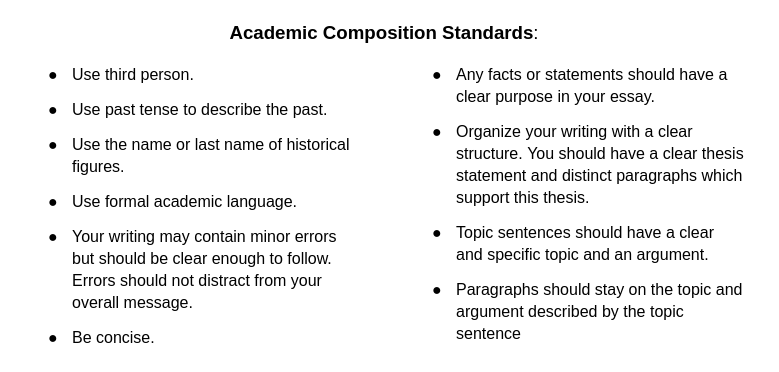 Academic Composition Standards:
● Use third person.
● Use past tense to describe the past.
● Use the name or last name of historical
figures.
● Use formal academic language.
● Your writing may contain minor errors
but should be clear enough to follow.
Errors should not distract from your
overall message.
● Be concise.
● Any facts or statements should have a
clear purpose in your essay.
● Organize your writing with a clear
structure. You should have a clear thesis
statement and distinct paragraphs which
support this thesis.
● Topic sentences should have a clear
and specific topic and an argument.
● Paragraphs should stay on the topic and
argument described by the topic
sentence